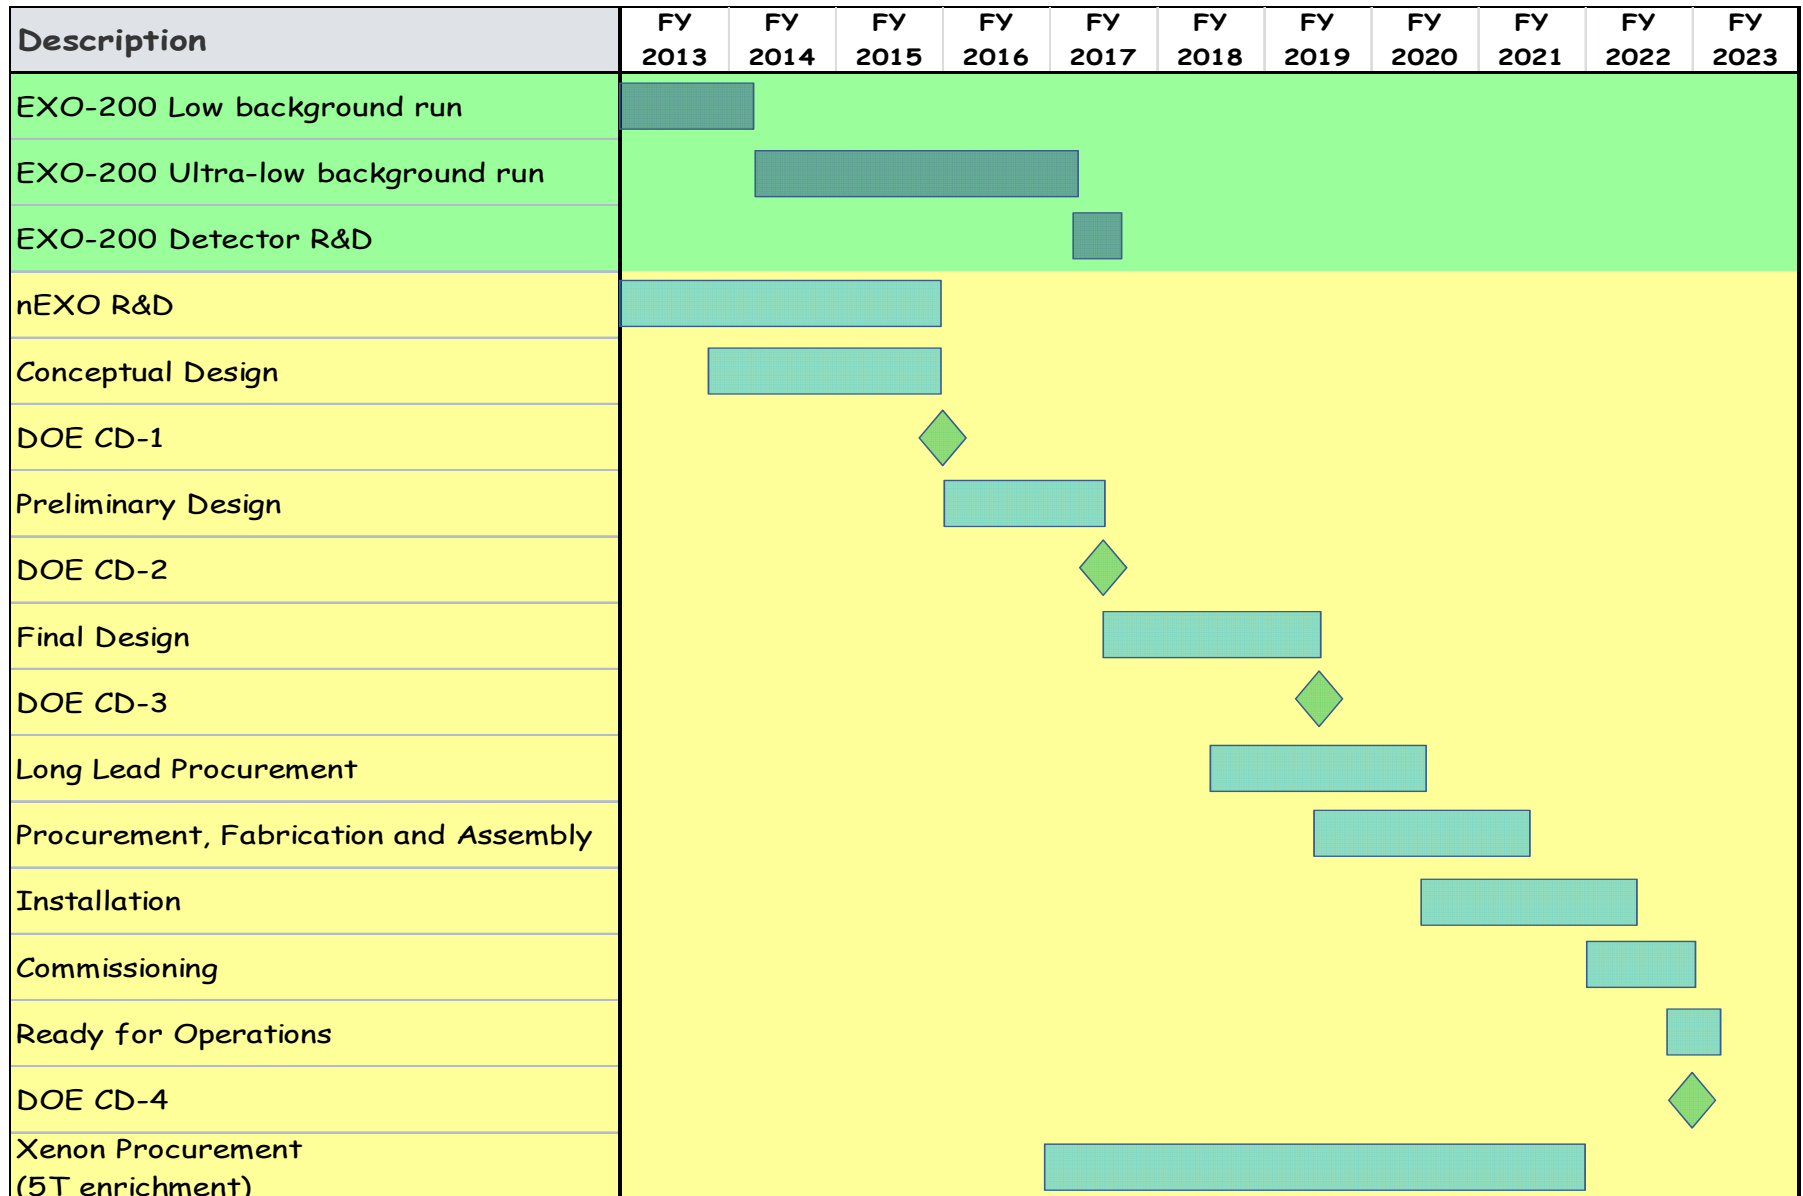 Description
FY 2013 FY 2014 FY 2015 FY 2016 FY 2017 FY 2018 FY 2019 FY 2020 FY 2021 FY 2022 FY 2023
EXO-200 Low background run
EXO-200 Ultra-low background run
EXO-200 Detector R&D
nEXO R&D
Conceptual Design
DOE CD-1
Preliminary Design
DOE CD-2
Final Design
DOE CD-3
Long Lead Procurement
Procurement, Fabrication and Assembly
Installation
Commissioning
Ready for Operations
DOE CD-4
Xenon Procurement
(5T enrichment)